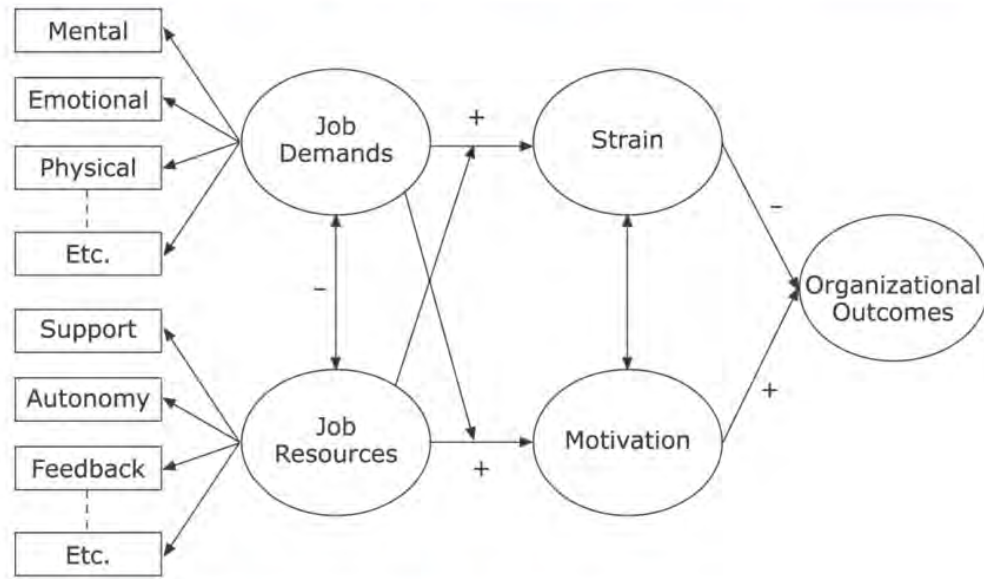 Mental
Emotional
Physical
Etc.
Support
Autonomy
Feedback
Etc.
Job
Demands
Job
Resources
+
-
+
Strain
Motivation
-
+
Organizational
Outcomes